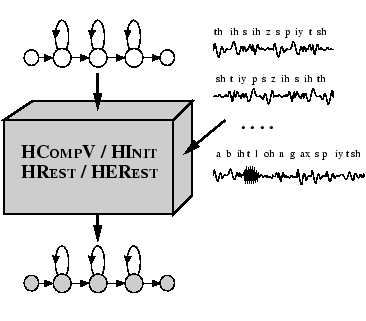 th ih s ih z s p iy t sh
sh t iy p s z ih s ih th
. . . .
HCOMPV / HINIT
HREST / HEREST
a b ih t l oh n g ax s p iy t sh